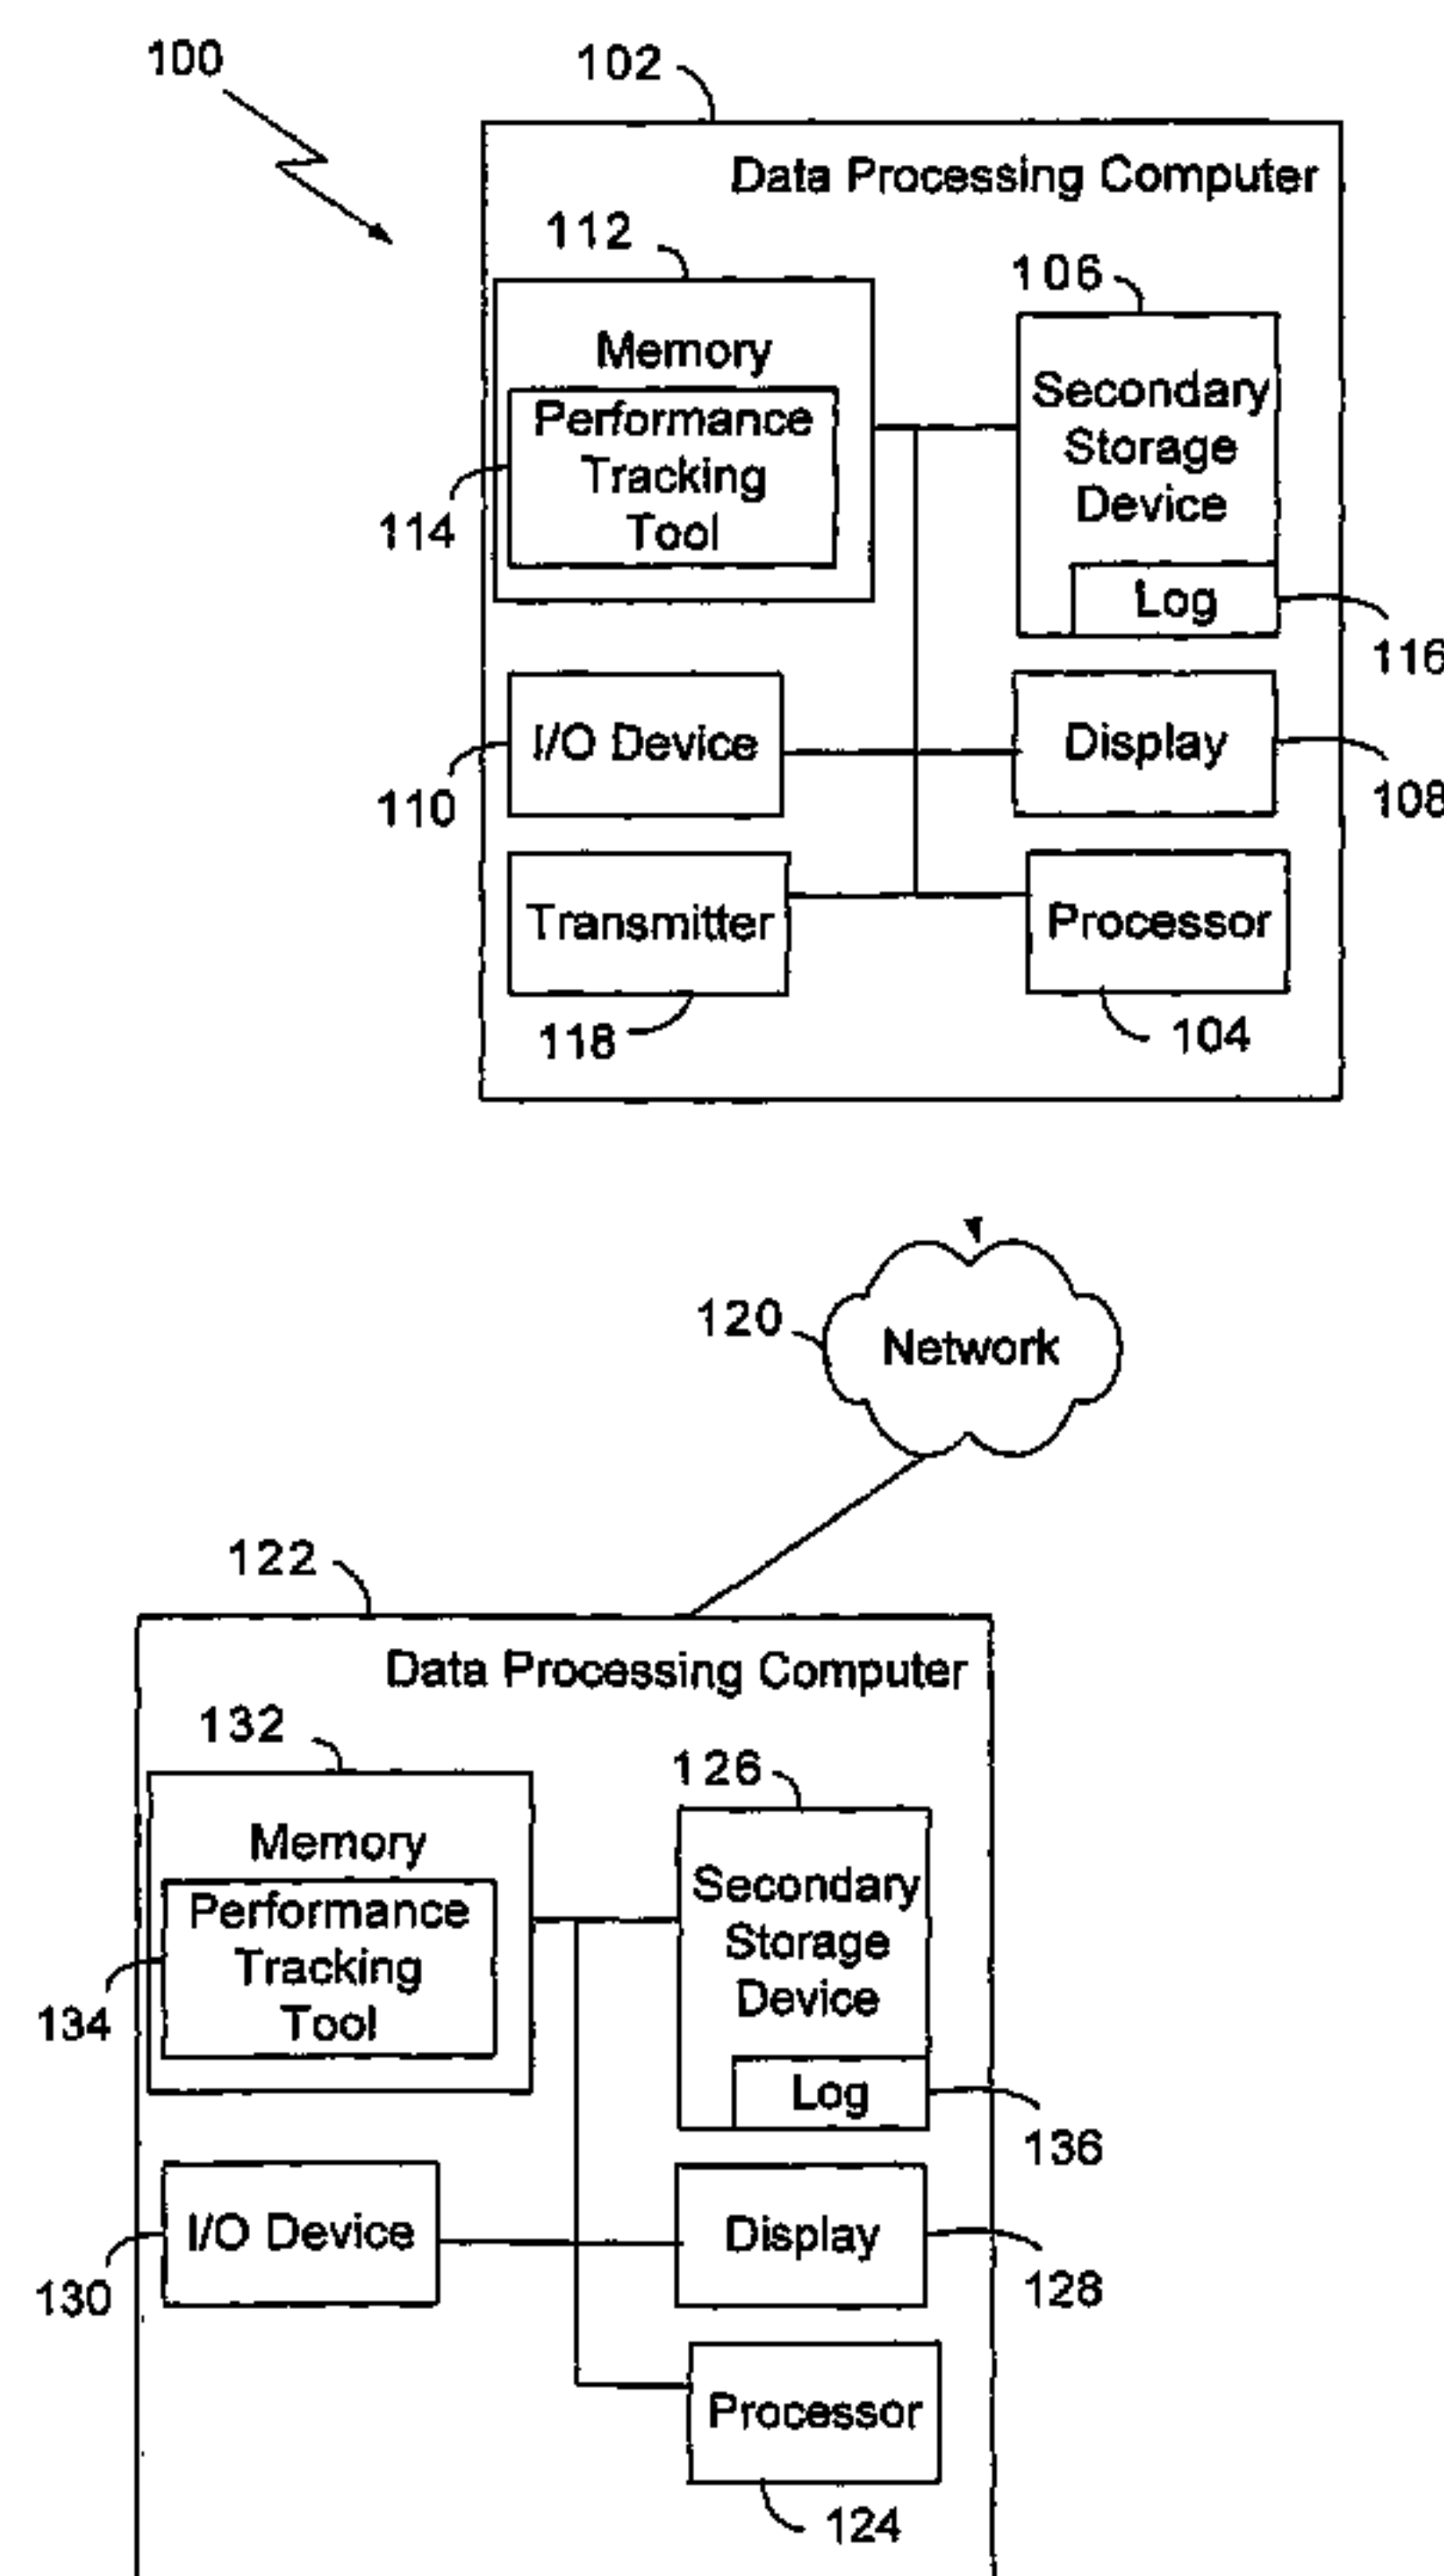 100
102
Data Processing Computer
112
106
Memory
Performance
Tracking
Tool
114
Secondary
Storage
Device
Log
116
I/O Device
110
Display
108
Transmitter
118
Processor
104
120
Network
122
Data Processing Computer
132
126
Memory
Performance
Tracking
Tool
134
Secondary
Storage
Device
Log
136
I/O Device
130
Display
128
Processor
124